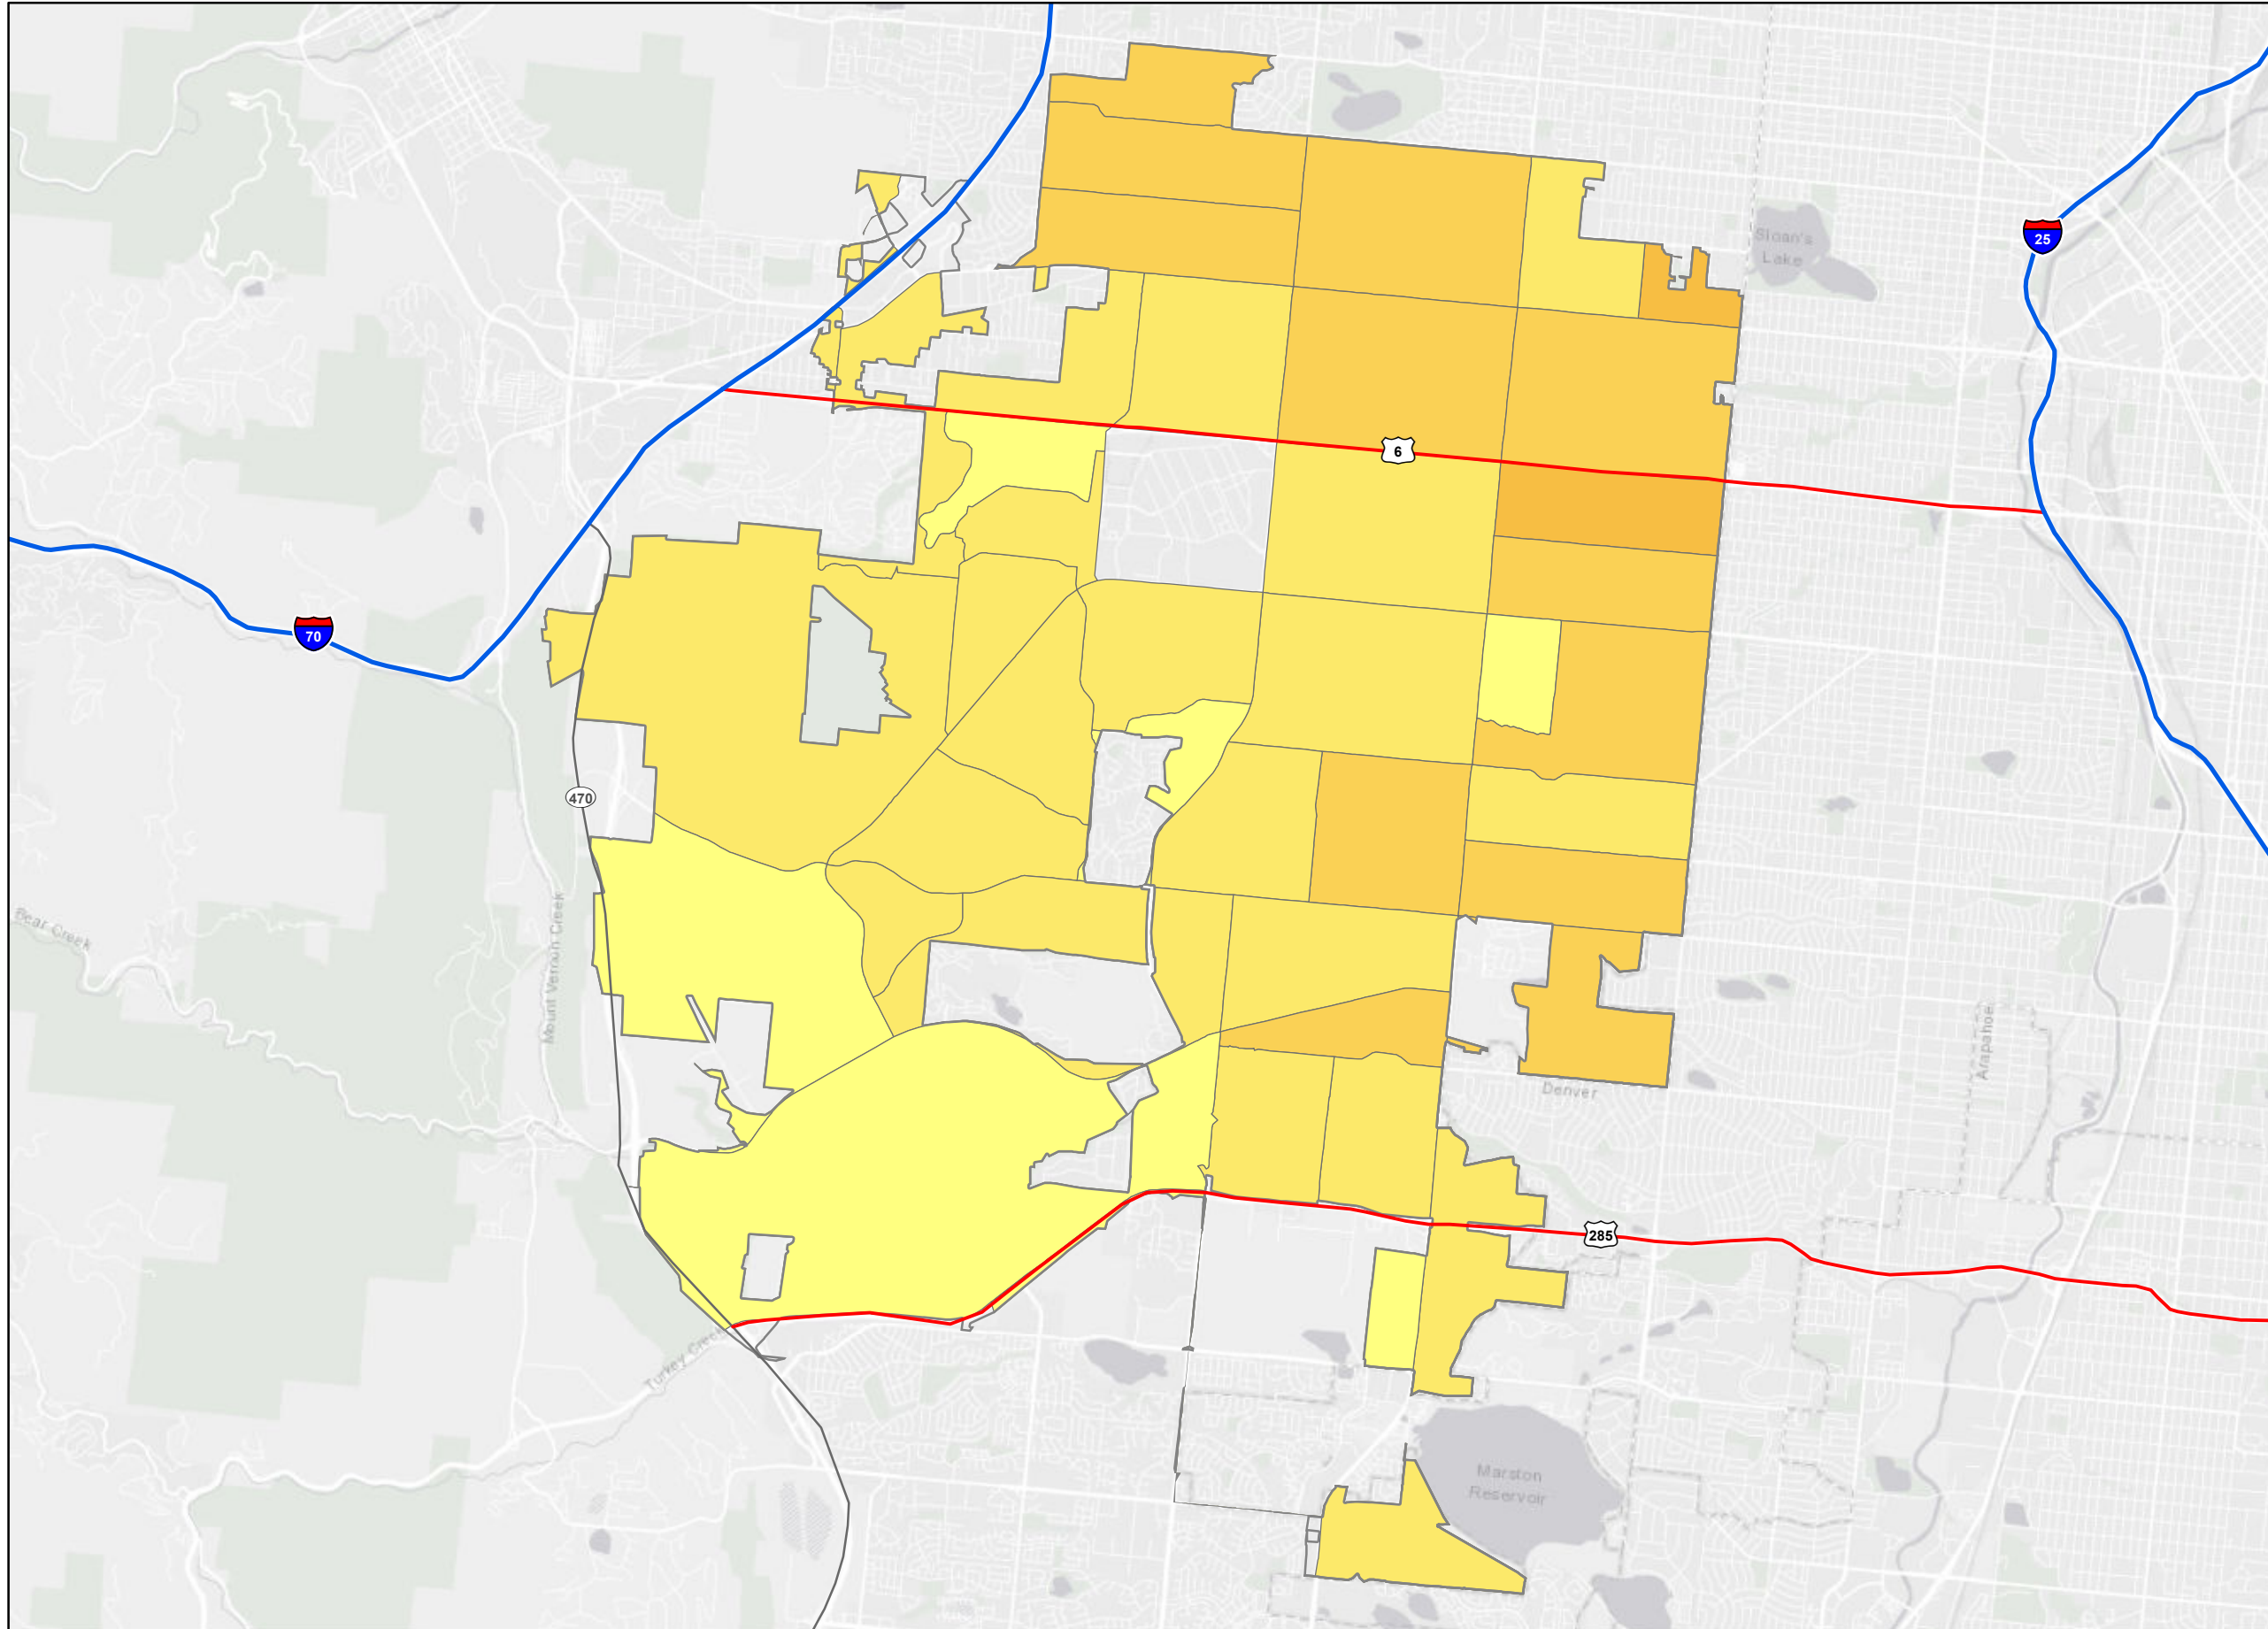 Sloan's
Lake
25
6
70
470
Bear Creek
Mount Vernon Creek
Arapahoe
Denver
285
Turkey Creek
Marston
Reservoir